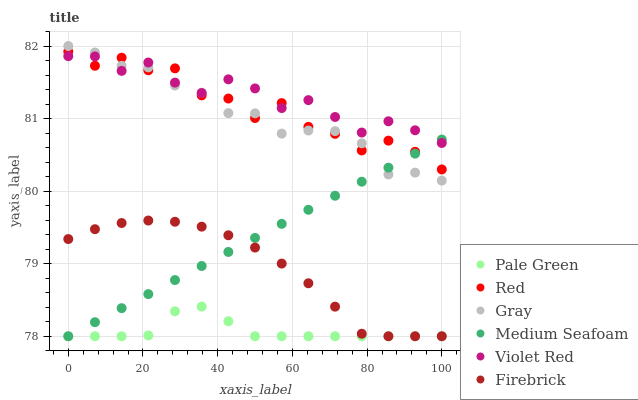 title
82
81
80
79
78
0
20
40
60
80
100
xaxis_label
yaxis_label
Pale Green
Red
Gray
Medium Seafoam
Violet Red
Firebrick